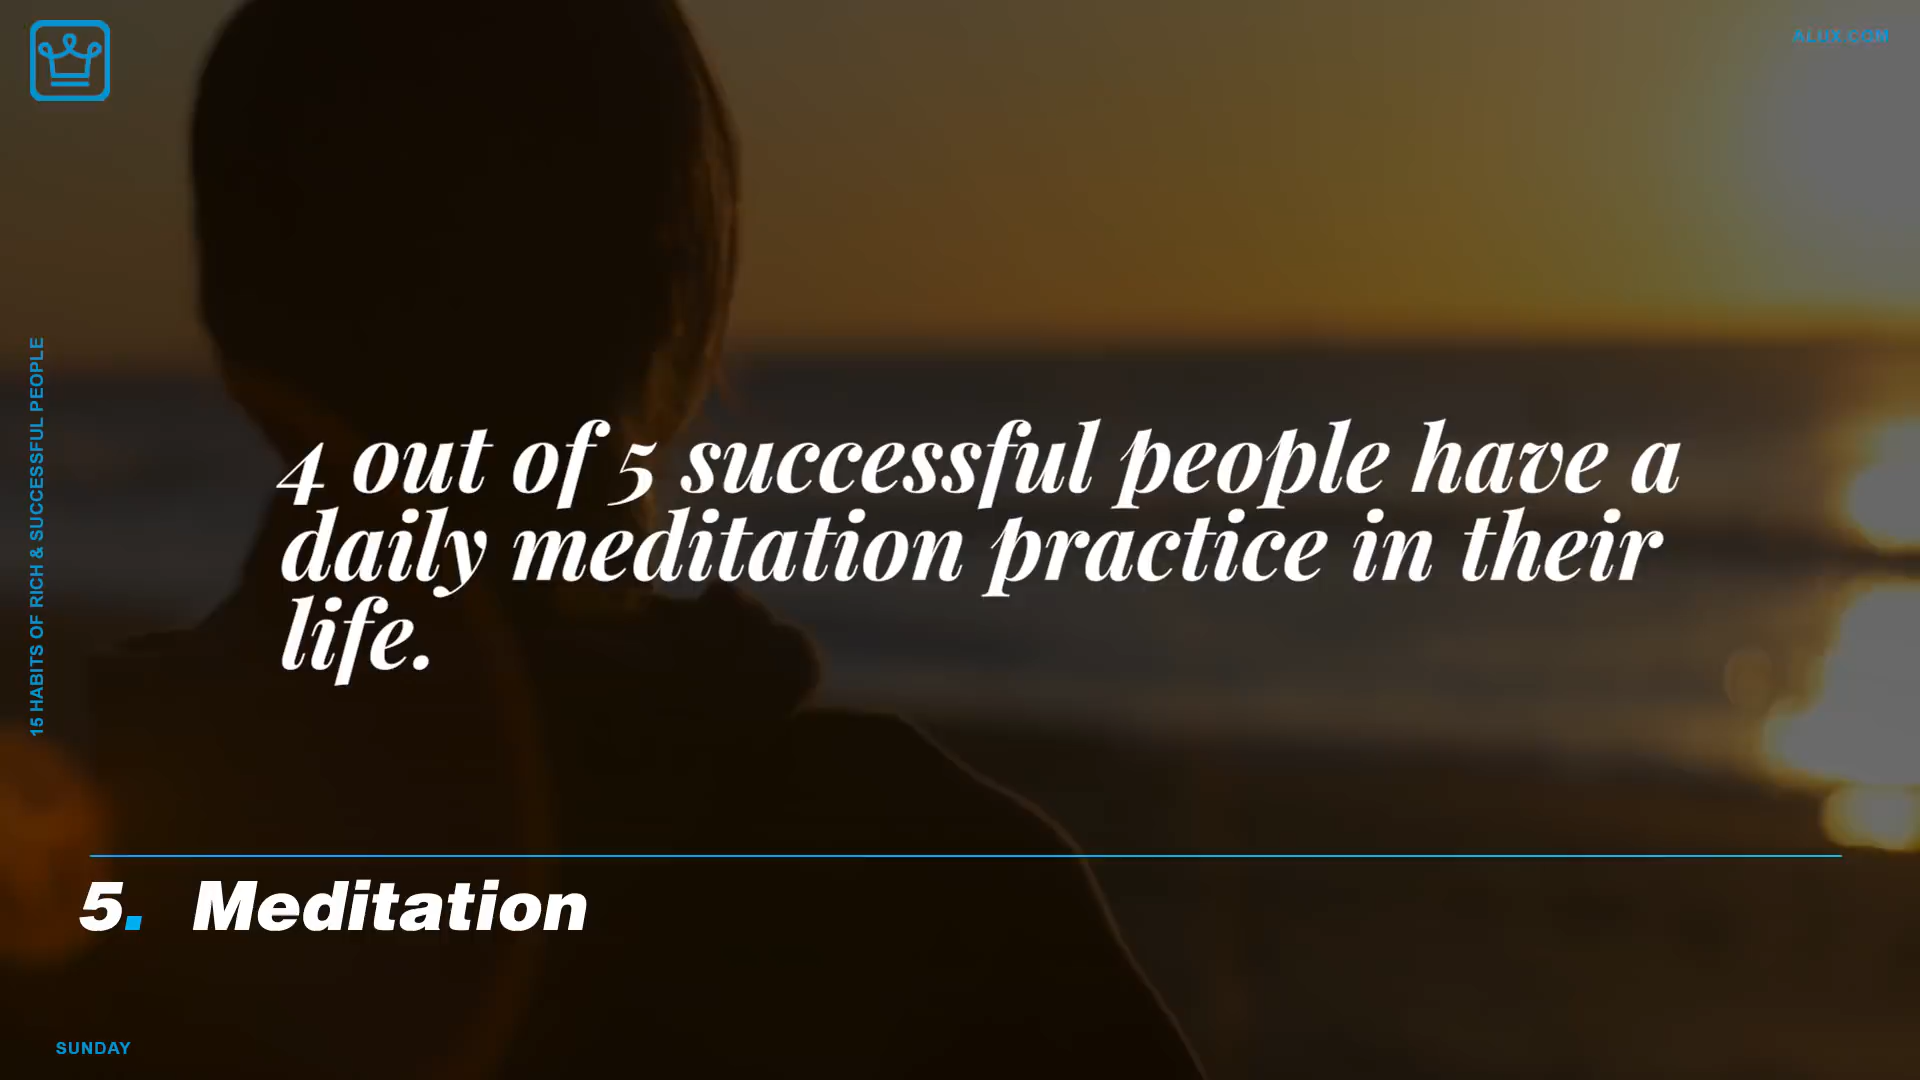 ALUX.COM
15 HABITS OF RICH & SUCCESSFUL PEOPLE
4 out of 5 successful people have a
daily meditation practice in their
life.
5. Meditation
SUNDAY